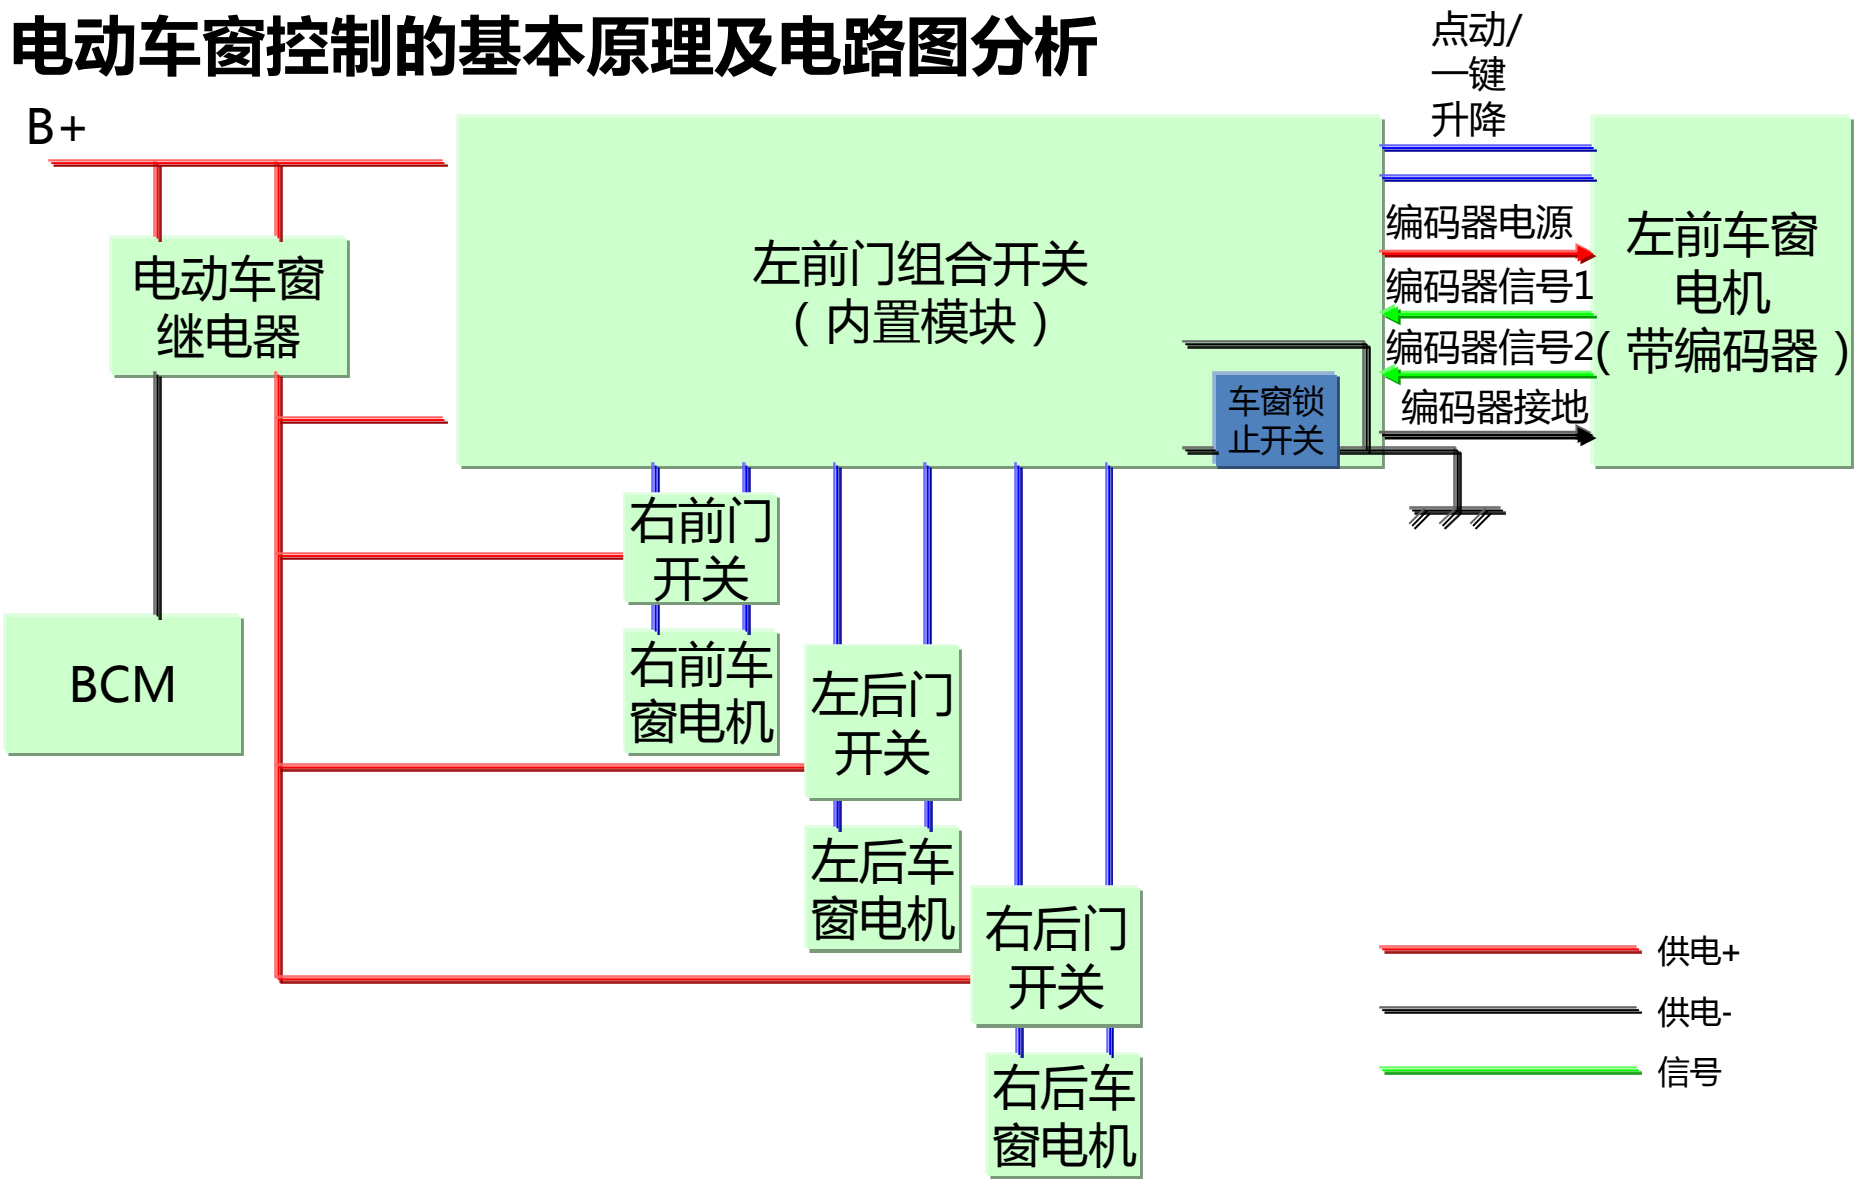 电动车窗控制的基本原理及电路图分析
点动/
一键
升降
B+
电动车窗
继电器
左前门组合开关
（内置模块）
编码器电源
编码器信号1
编码器信号2
编码器接地
左前车窗
电机
（带编码器）
车窗锁
止开关
右前门
开关
右前车
窗电机
BCM
左后门
开关
左后车
窗电机
右后门
开关
右后车
窗电机
供电+
供电-
信号